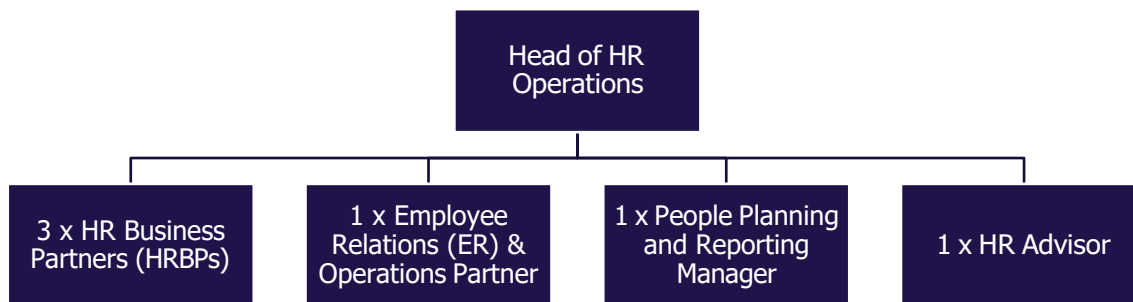 Head of HR
Operations
3 x HR Business
Partners (HRBPs)
1 x Employee
Relations (ER) &
Operations Partner
1 x People Planning
and Reporting
Manager
1 x HR Advisor